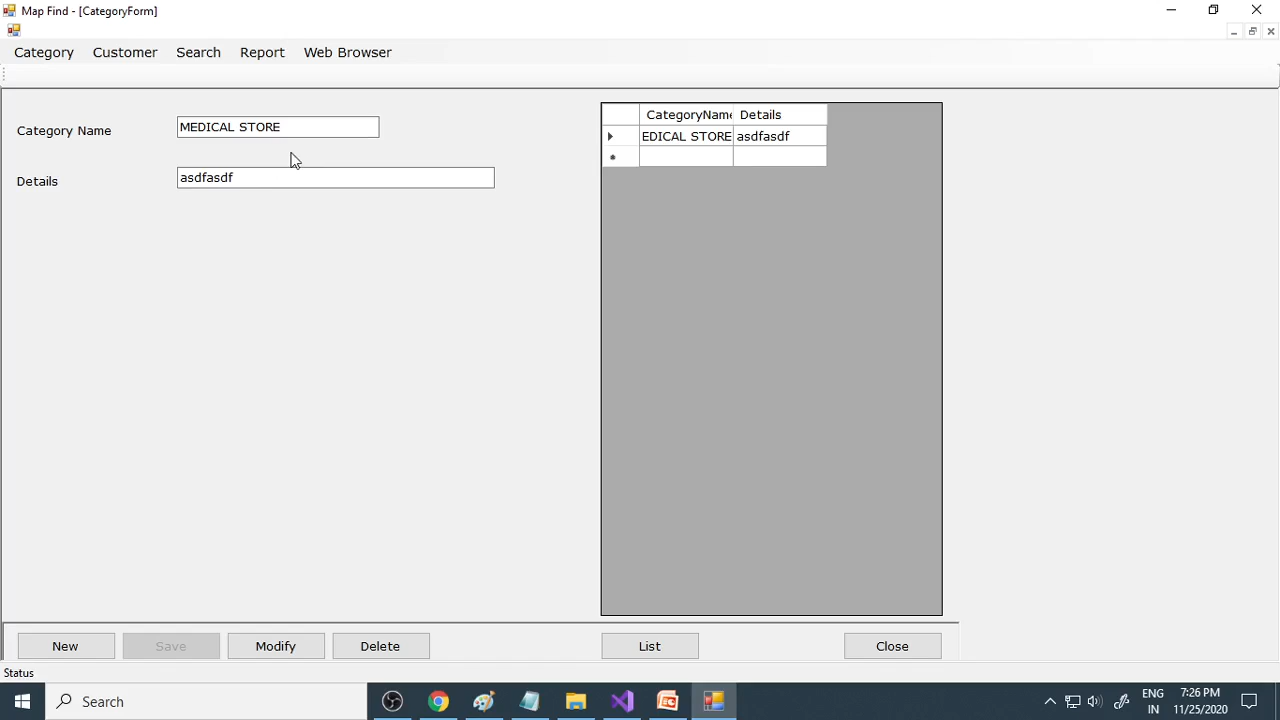 Map Find - [CategoryForm]
Category Customer Search Report Web Browser
Category Name MEDICAL STORE
Details asdfasdf
CategoryName Details
EDICAL STORE asdfasdf
New Save Modify Delete List Close
Status
Search
ENG
IN
7:26 PM
11/25/2020